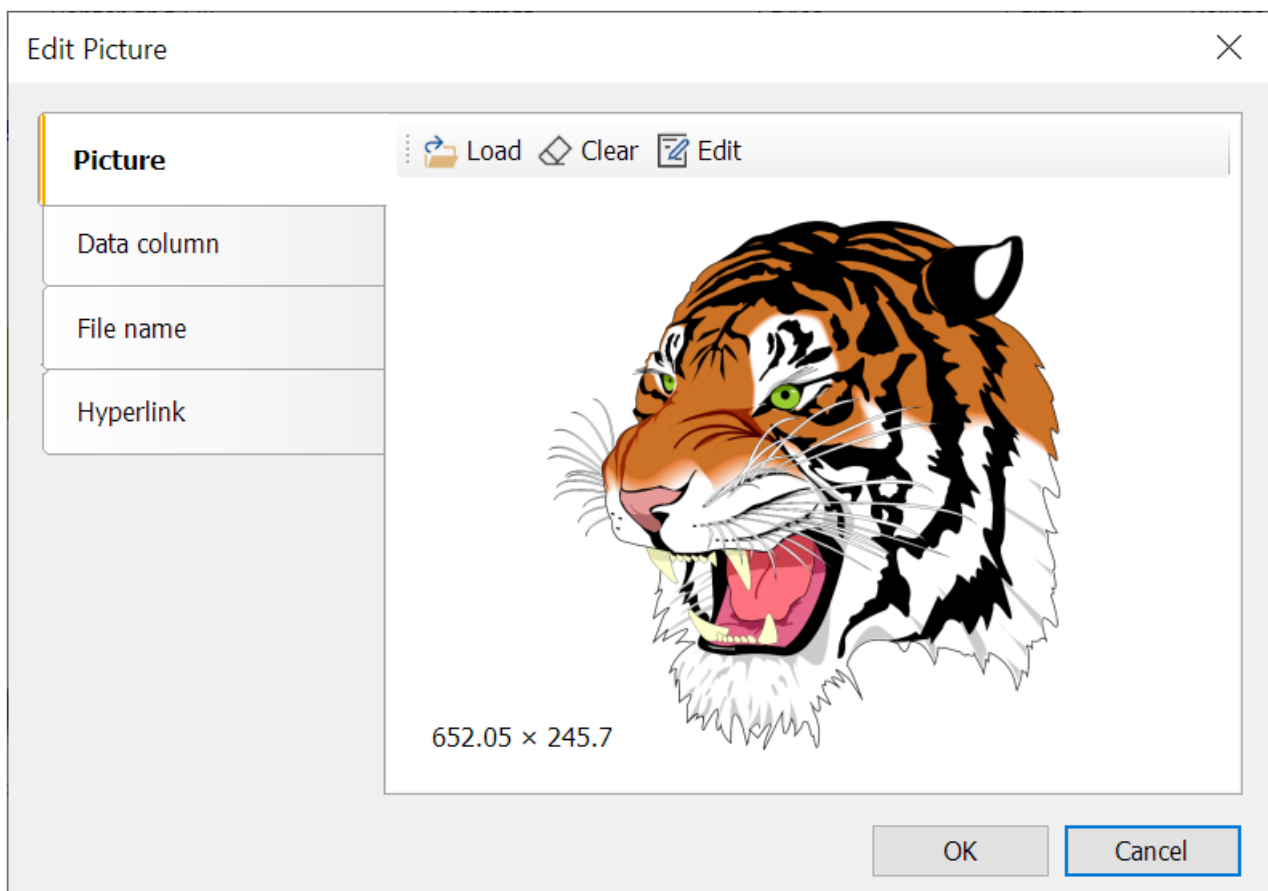 Edit Picture
Picture
Load Clear Edit
Data column
File name
Hyperlink
652.05 × 245.7
OK Cancel